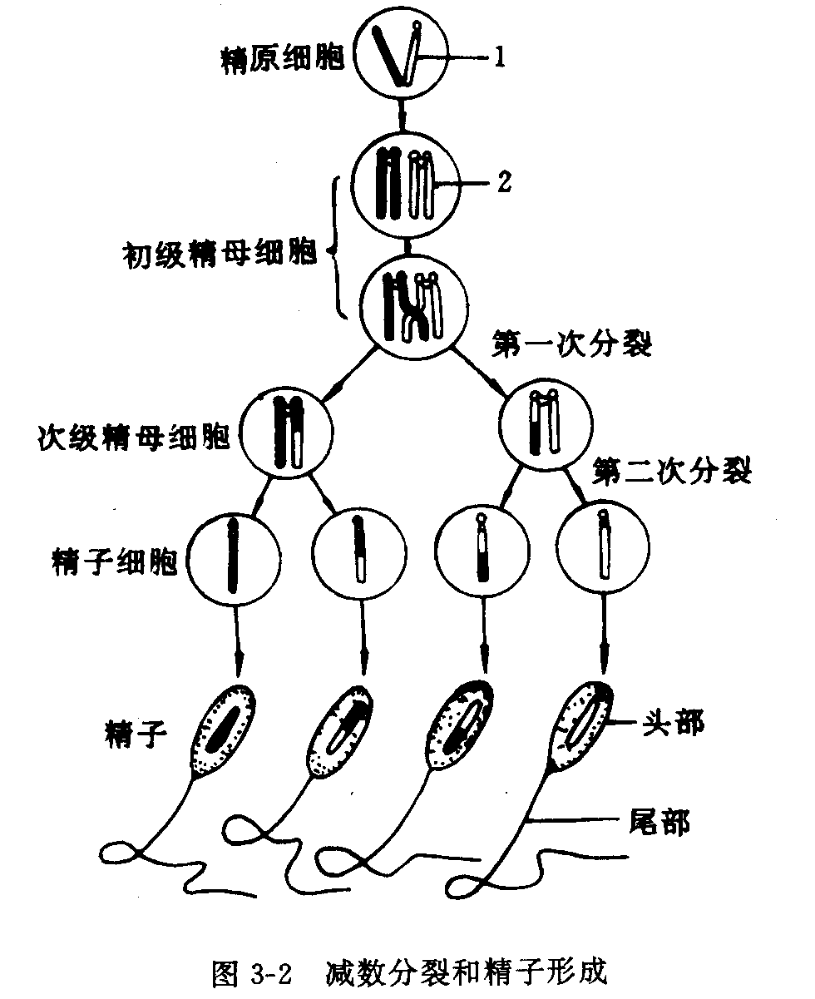 精原细胞
1
2
初级精母细胞
第一次分裂
次级精母细胞
第二次分裂
精子细胞
精子
头部
尾部
图 3-2 减数分裂和精子形成